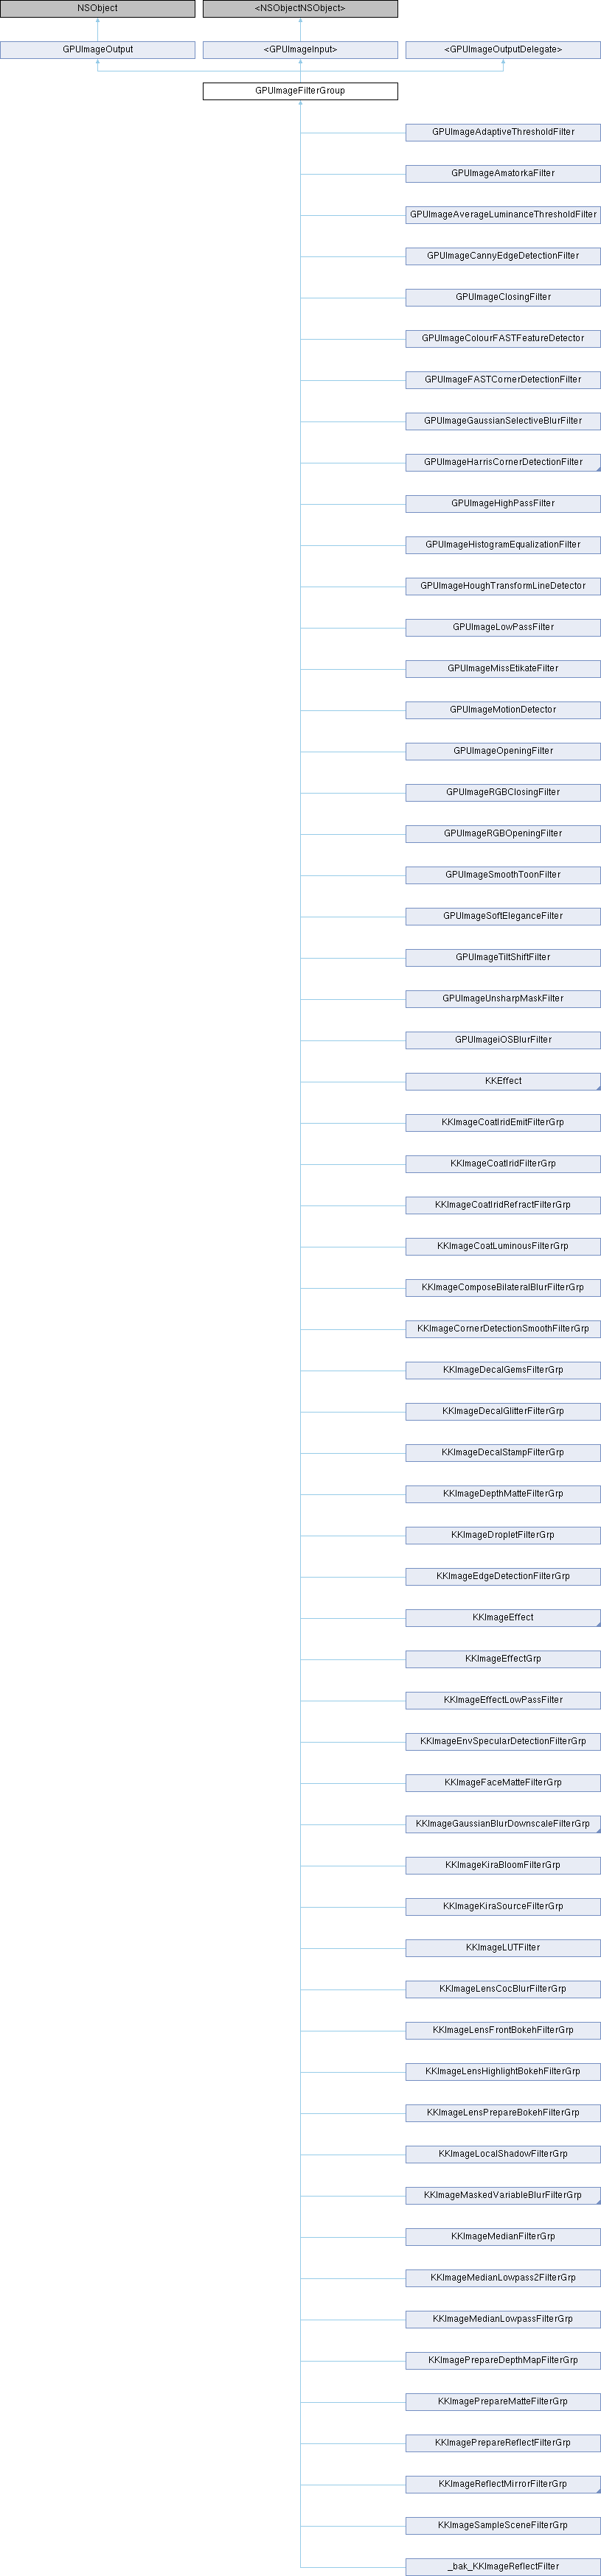 NSObject <NSObjectNSObject>
GPUImageOutput <GPUImageInput> <GPUImageOutputDelegate>
GPUImageFilterGroup
GPUImageAdaptiveThresholdFilter
GPUImageAmatorkaFilter
GPUImageAverageLuminanceThresholdFilter
GPUImageCannyEdgeDetectionFilter
GPUImageClosingFilter
GPUImageColourFASTFeatureDetector
GPUImageFASTCornerDetectionFilter
GPUImageGaussianSelectiveBlurFilter
GPUImageHarrisCornerDetectionFilter
GPUImageHighPassFilter
GPUImageHistogramEqualizationFilter
GPUImageHoughTransformLineDetector
GPUImageLowPassFilter
GPUImageMissEtikateFilter
GPUImageMotionDetector
GPUImageOpeningFilter
GPUImageRGBClosingFilter
GPUImageRGBOpeningFilter
GPUImageSmoothToonFilter
GPUImageSoftEleganceFilter
GPUImageTiltShiftFilter
GPUImageUnsharpMaskFilter
GPUImageiOSBlurFilter
KKEffect
KKImageCoatIridEmitFilterGrp
KKImageCoatIridFilterGrp
KKImageCoatIridRefractFilterGrp
KKImageCoatLuminousFilterGrp
KKImageComposeBilateralBlurFilterGrp
KKImageCornerDetectionSmoothFilterGrp
KKImageDecalGemsFilterGrp
KKImageDecalGlitterFilterGrp
KKImageDecalStampFilterGrp
KKImageDepthMatteFilterGrp
KKImageDropletFilterGrp
KKImageEdgeDetectionFilterGrp
KKImageEffect
KKImageEffectGrp
KKImageEffectLowPassFilter
KKImageEnvSpecularDetectionFilterGrp
KKImageFaceMatteFilterGrp
KKImageGaussianBlurDownscaleFilterGrp
KKImageKiraBloomFilterGrp
KKImageKiraSourceFilterGrp
KKImageLUTFilter
KKImageLensCocBlurFilterGrp
KKImageLensFrontBokehFilterGrp
KKImageLensHighlightBokehFilterGrp
KKImageLensPrepareBokehFilterGrp
KKImageLocalShadowFilterGrp
KKImageMaskedVariableBlurFilterGrp
KKImageMedianFilterGrp
KKImageMedianLowpass2FilterGrp
KKImageMedianLowpassFilterGrp
KKImagePrepareDepthMapFilterGrp
KKImagePrepareMatteFilterGrp
KKImagePrepareReflectFilterGrp
KKImageReflectMirrorFilterGrp
KKImageSampleSceneFilterGrp
_bak_KKImageReflectFilter